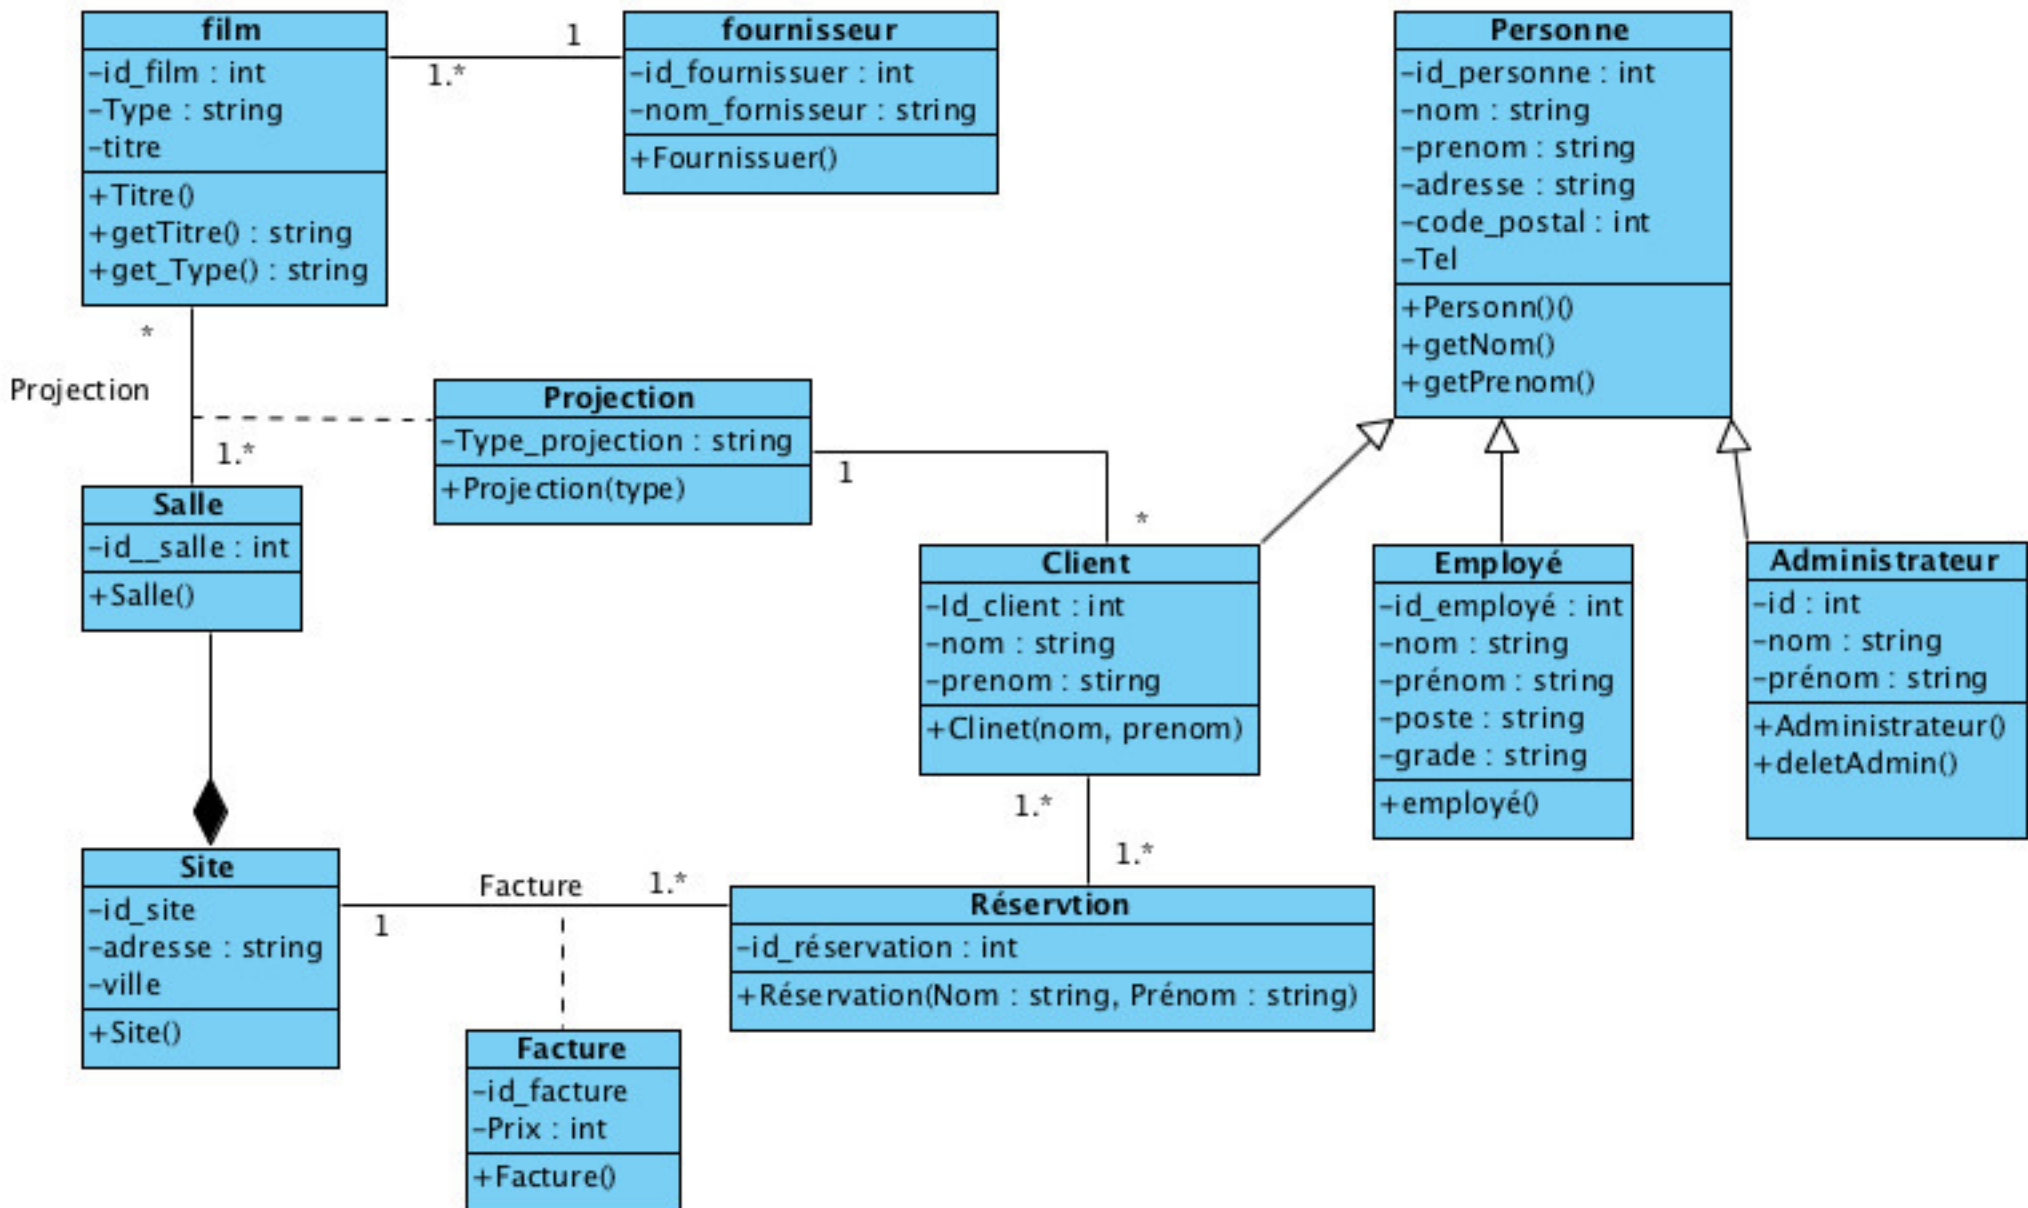 film
-id_film : int
-Type : string
-titre
+Titre()
+getTitre() : string
+get_Type() : string
1
1.*
fournisseur
-id_fournissuer : int
-nom_fornisseur : string
+Fournissuer()
Personne
-id_personne : int
-nom : string
-prenom : string
-adresse : string
-code_postal : int
-Tel
+Personn()()
+getNom()
+getPrenom()
*
Projection
1.*
Projection
-Type_projection : string
+Projection(type)
1
*
Salle
-id__salle : int
+Salle()
Client
-Id_client : int
-nom : string
-prenom : stirng
+Clinet(nom, prenom)
Employé
-id_employé : int
-nom : string
-prénom : string
-poste : string
-grade : string
+employé()
Administrateur
-id : int
-nom : string
-prénom : string
+Administrateur()
+deletAdmin()
1.*
1.*
Site
-id_site
-adresse : string
-ville
+Site()
1
Facture
1.*
Réservtion
-id_réservation : int
+Réservation(Nom : string, Prénom : string)
Facture
-id_facture
-Prix : int
+Facture()